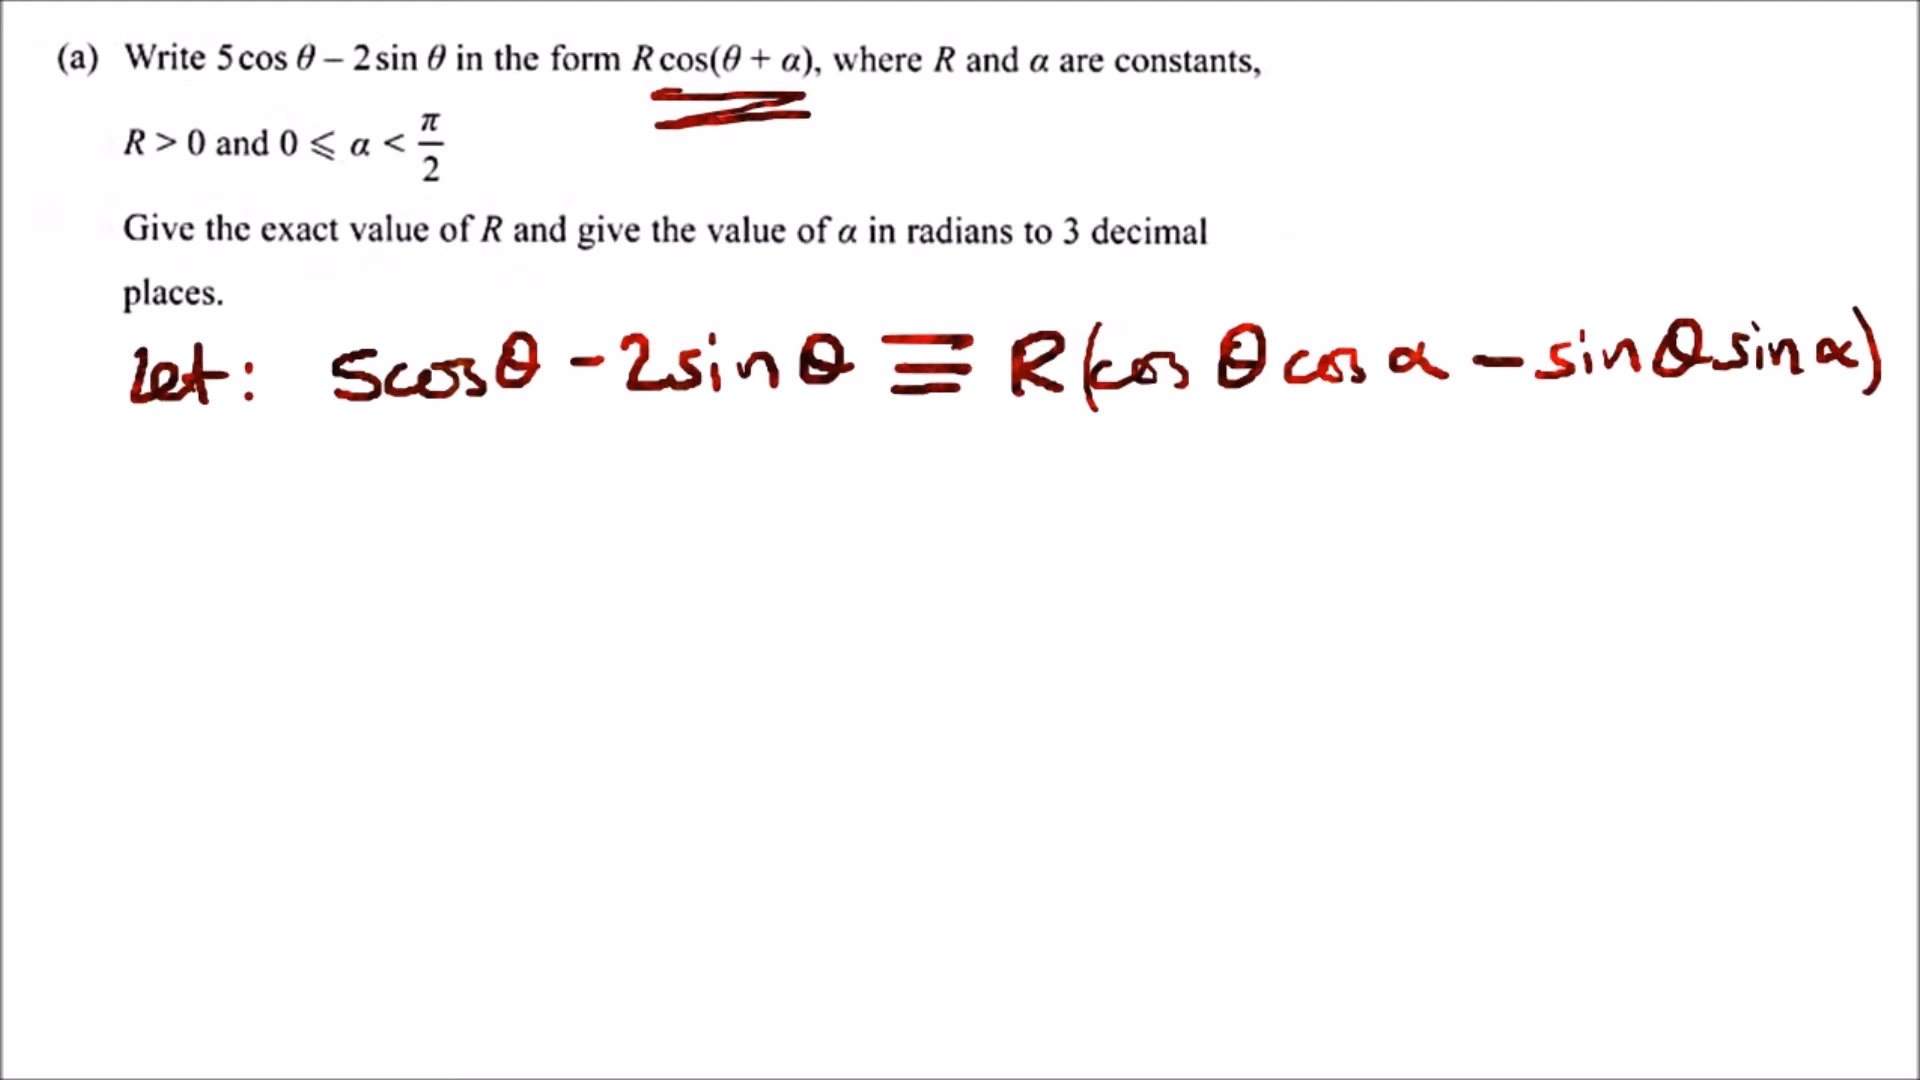 (a) Write 5 cos θ – 2 sin θ in the form R cos(θ + α), where R and α are constants,
R > 0 and 0 ⩽ α < π/2
Give the exact value of R and give the value of α in radians to 3 decimal
places.
let: 5cosθ - 2sinθ ≡ R(cosθcosα - sinθsinα)